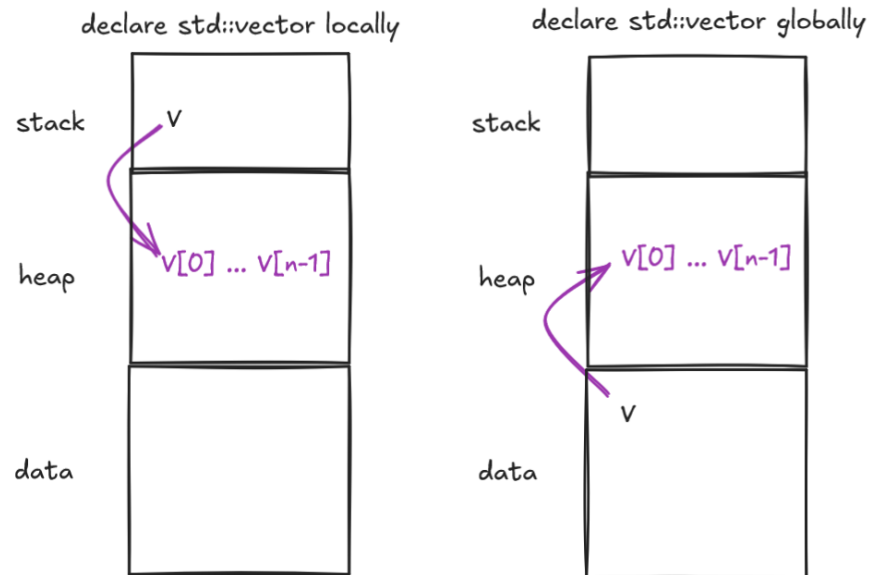 declare std::vector locally
stack
V
V[0] ... V[n-1]
heap
data
declare std::vector globally
stack
V[0] ... V[n-1]
heap
V
data